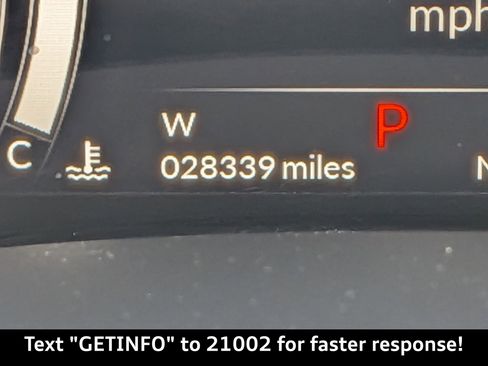 mph
W
P
C
028339 miles
N
Text "GETINFO" to 21002 for faster response!